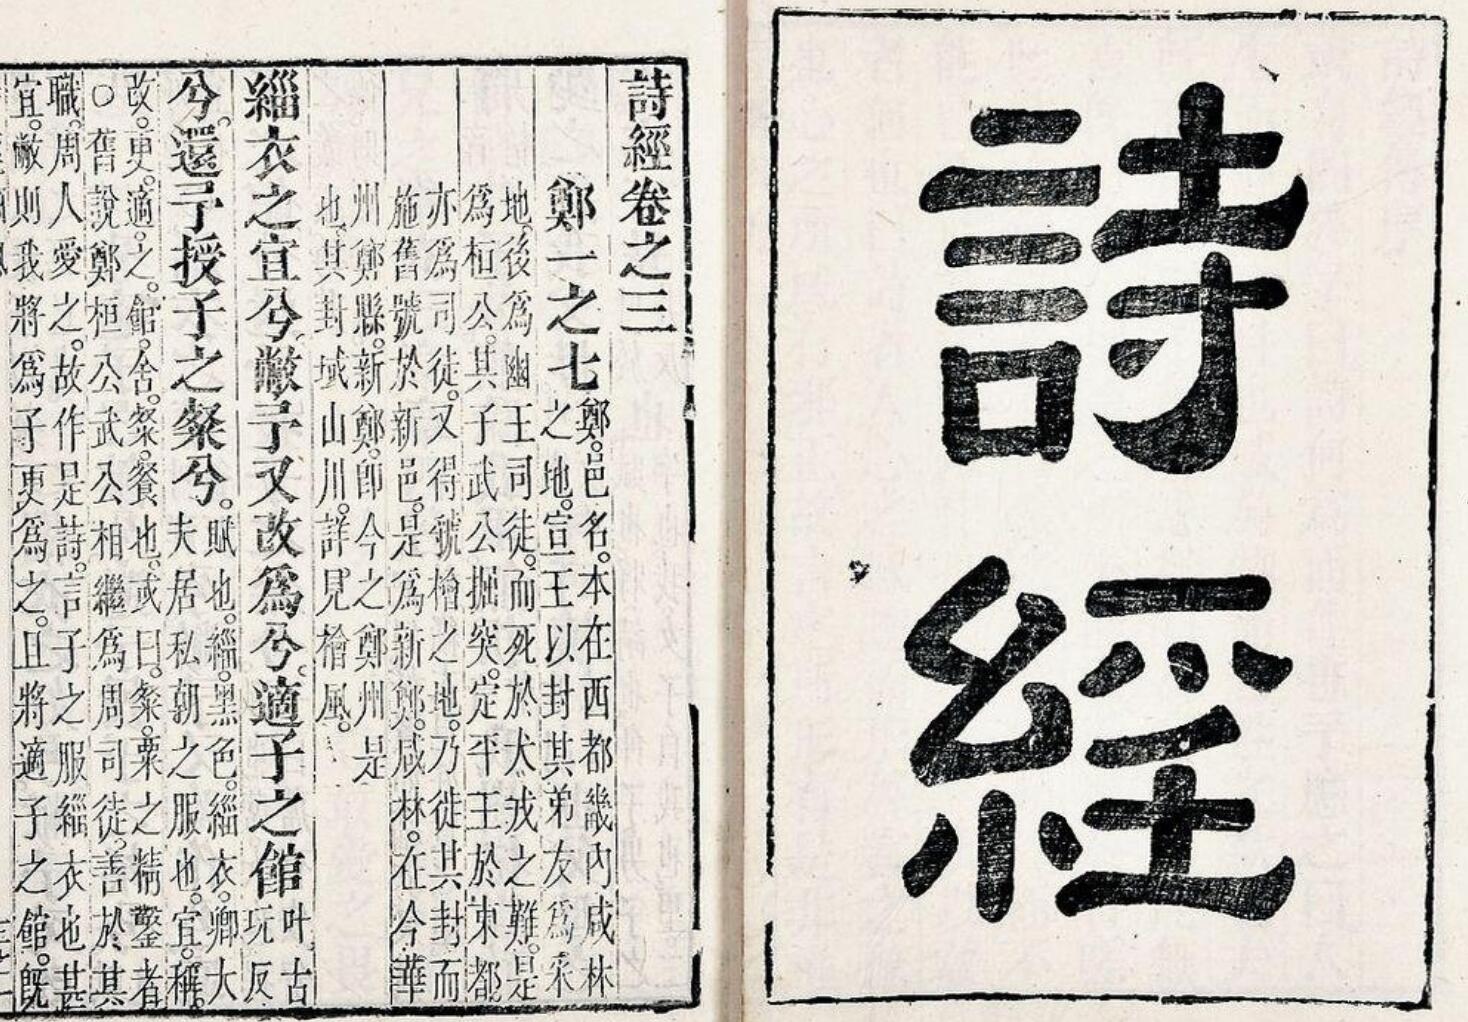 詩經
詩經卷之三
鄭一之七
鄭。邑名。本在西都畿內咸林
之地。宣王以封其弟友爲采
地。後爲幽王司徒。而死於犬戎之難。是
爲桓公。其子武公掘突。定平王於東都。
亦爲司徒。又得虢檜之地。乃徙其封而
施舊號於新邑。是爲新鄭。咸林。在今華
州鄭縣。新鄭。卽今之鄭州是
也。其封域山川。詳見檜風。
緇衣之宜兮。敝予又改爲兮。適子之館
叶。古
玩反
兮。還予授子之粲兮。
賦也。緇。黑色。緇衣。卿大
夫居私朝之服也。宜。稱。
改。更。適。之。館。舍。粲。餐也。或曰。粲。粟之精鑿者。
○舊說鄭桓公武公相繼爲周司徒。善於其
職。周人愛之。故作是詩。言子之服緇衣也甚
宜。敝則我將爲子更爲之。且將適子之館。旣